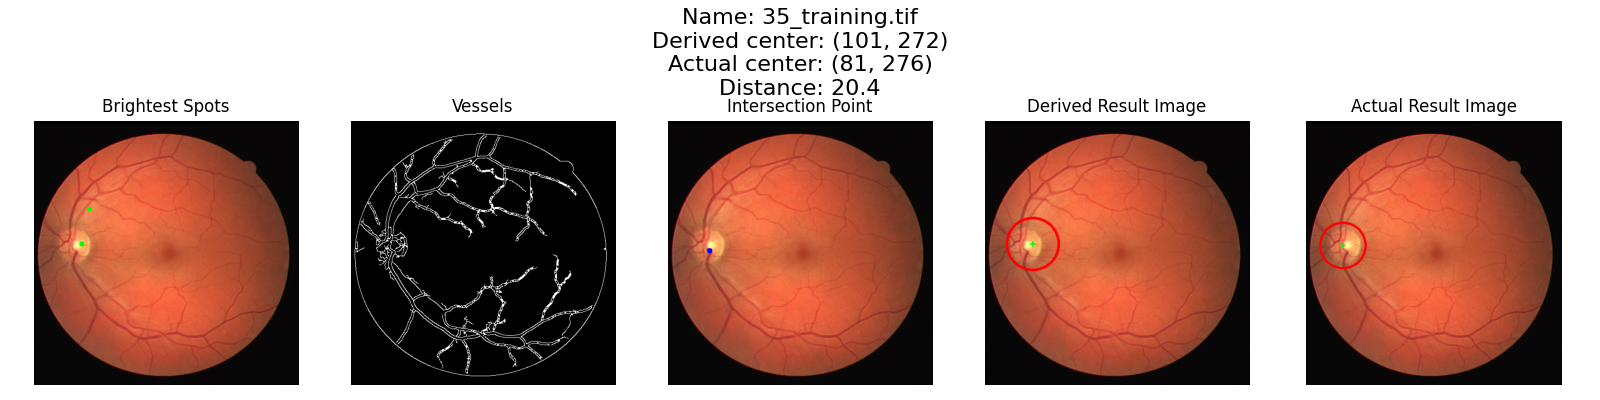 Name: 35_training.tif
Derived center: (101, 272)
Actual center: (81, 276)
Distance: 20.4
Brightest Spots
Vessels
Intersection Point
Derived Result Image
Actual Result Image